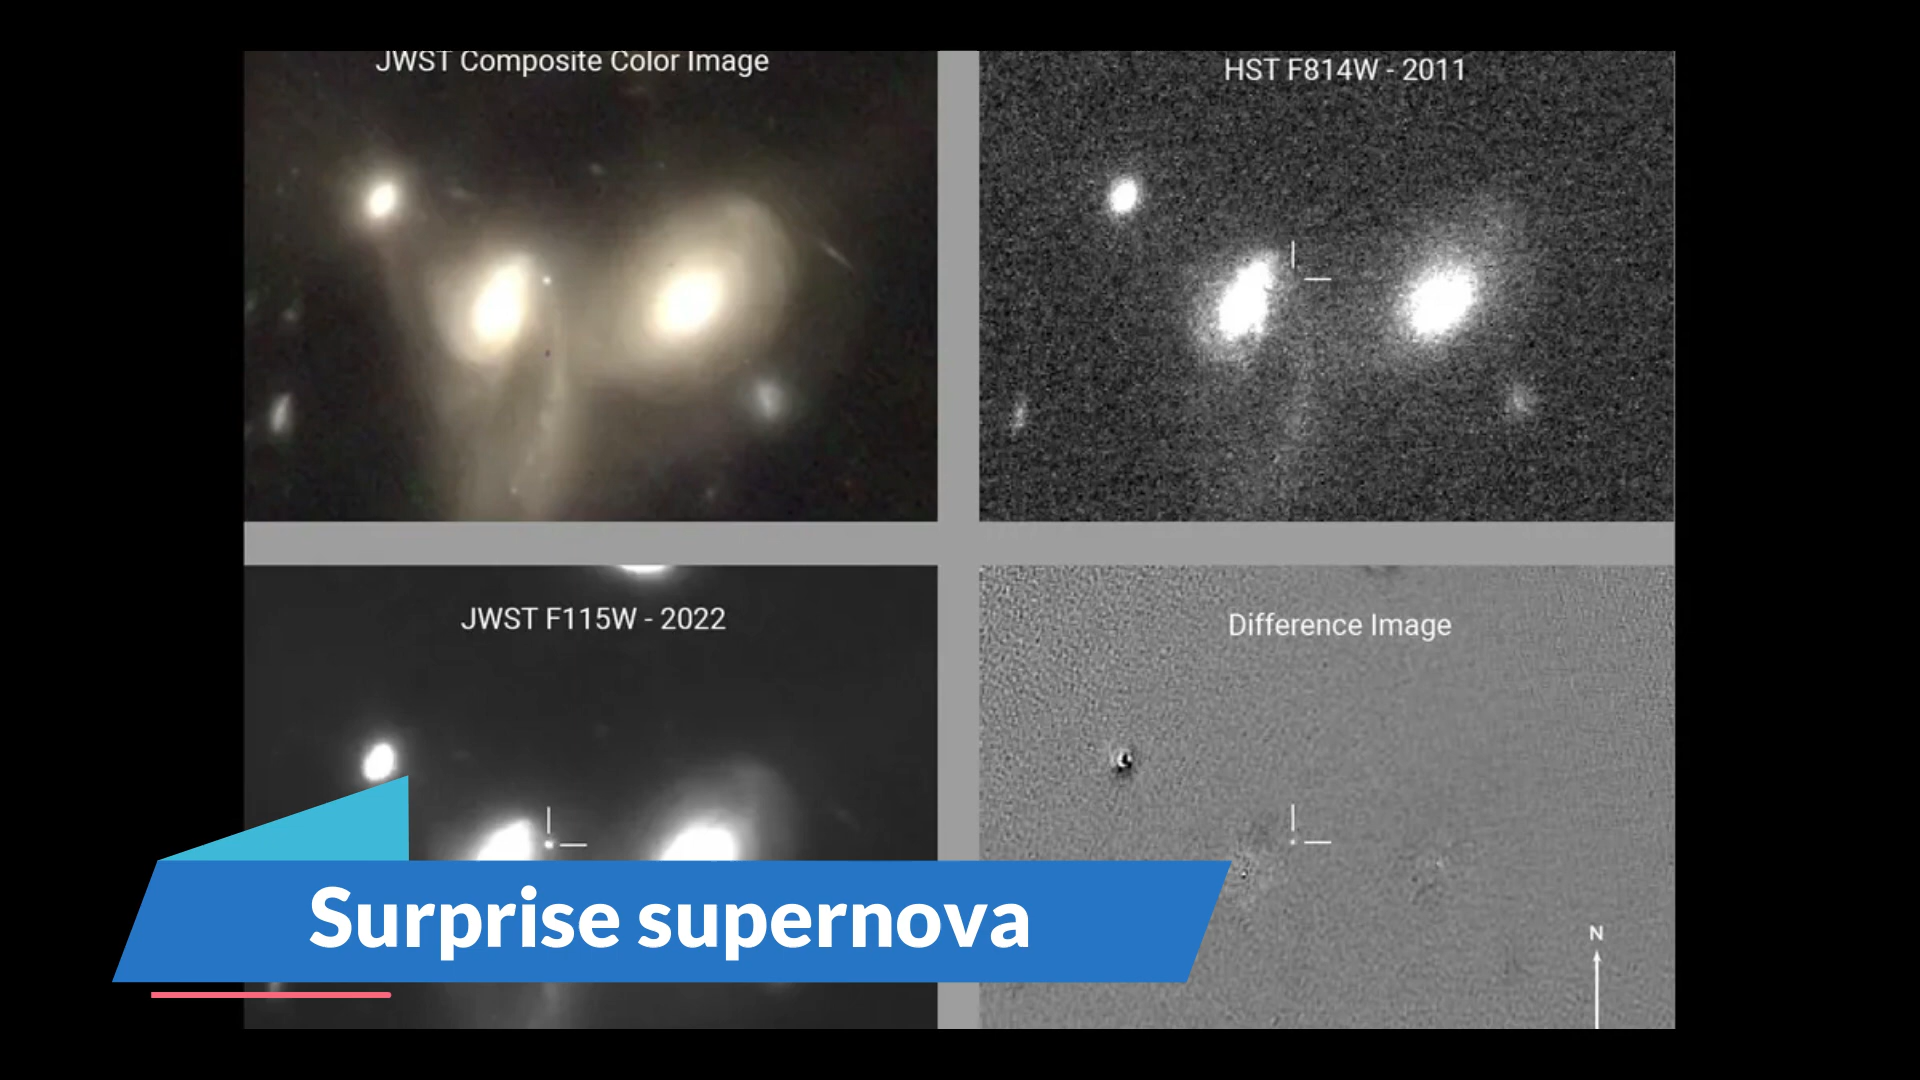 JWST Composite Color Image
HST F814W - 2011
JWST F115W - 2022
Difference Image
N
Surprise supernova